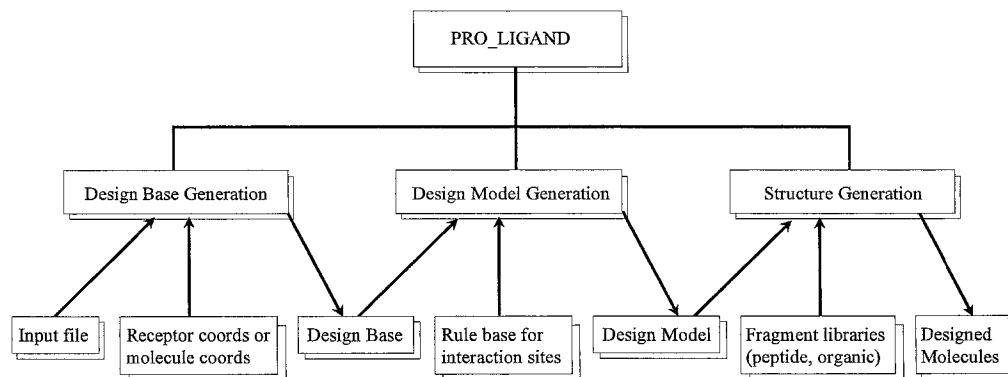 PRO_LIGAND
Design Base Generation
Design Model Generation
Structure Generation
Input file
Receptor coords or
molecule coords
Design Base
Rule base for
interaction sites
Design Model
Fragment libraries
(peptide, organic)
Designed
Molecules